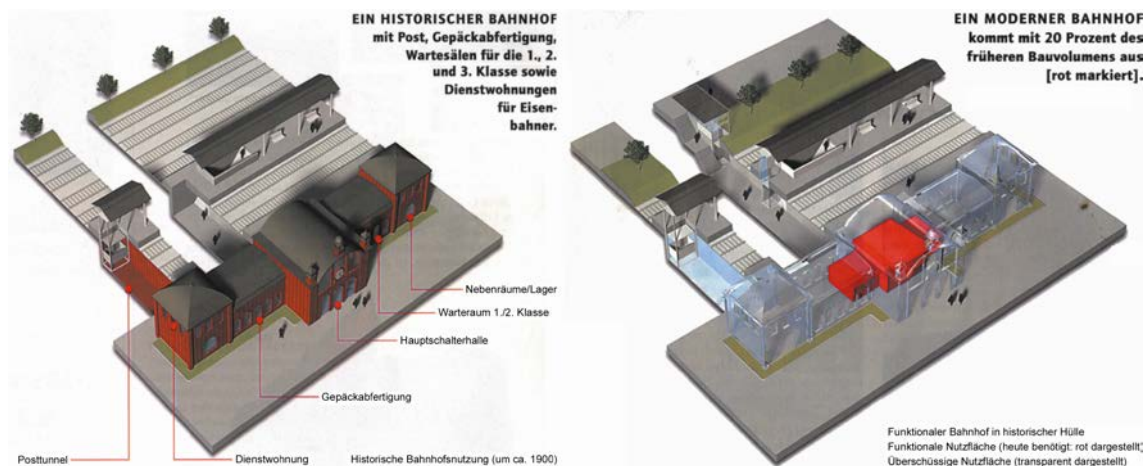 EIN HISTORISCHER BAHNHOF
mit Post, Gepäckabfertigung,
Wartesälen für die 1., 2.
und 3. Klasse sowie
Dienstwohnungen
für Eisen-
bahner.
Nebenräume/Lager
Warteraum 1./2. Klasse
Hauptschalterhalle
Gepäckabfertigung
Posttunnel
Dienstwohnung
Historische Bahnhofsnutzung (um ca. 1900)
EIN MODERNER BAHNHOF
kommt mit 20 Prozent des
früheren Bauvolumens aus
[rot markiert].
Funktionaler Bahnhof in historischer Hülle
Funktionale Nutzfläche (heute benötigt: rot dargestellt)
Überschüssige Nutzfläche (transparent dargestellt)